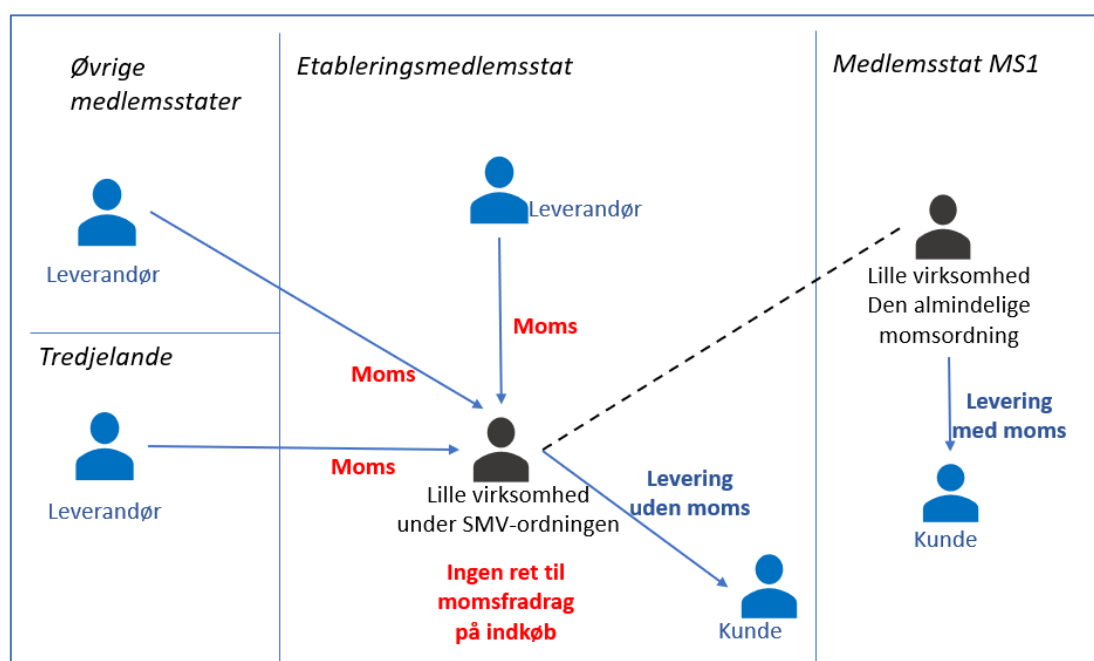 Øvrige
medlemsstater
Leverandør
Tredjelande
Leverandør
Moms
Moms
Etableringsmedlemsstat
Leverandør
Moms
Lille virksomhed
under SMV-ordningen
Ingen ret til
momsfradrag
på indkøb
Levering
uden moms
Kunde
Medlemsstat MS1
Lille virksomhed
Den almindelige
momsordning
Levering
med moms
Kunde